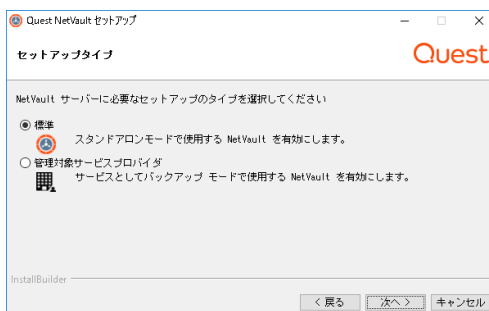 Quest NetVault セットアップ
セットアップタイプ
Quest
NetVault サーバーに必要なセットアップのタイプを選択してください
標準
スタンドアロンモードで使用する NetVault を有効にします。
管理対象サービスプロバイダ
サービスとしてバックアップ モードで使用する NetVault を有効にします。
InstallBuilder
< 戻る 次へ > キャンセル